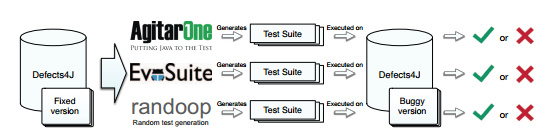 Defects4J
Fixed
version
AgitarOne
PUTTING JAVA TO THE TEST
Generates
Test Suite
Executed on
or
EvoSuite
Generates
Test Suite
Executed on
or
randoop
Random test generation
Generates
Test Suite
Executed on
or
Defects4J
Buggy
version